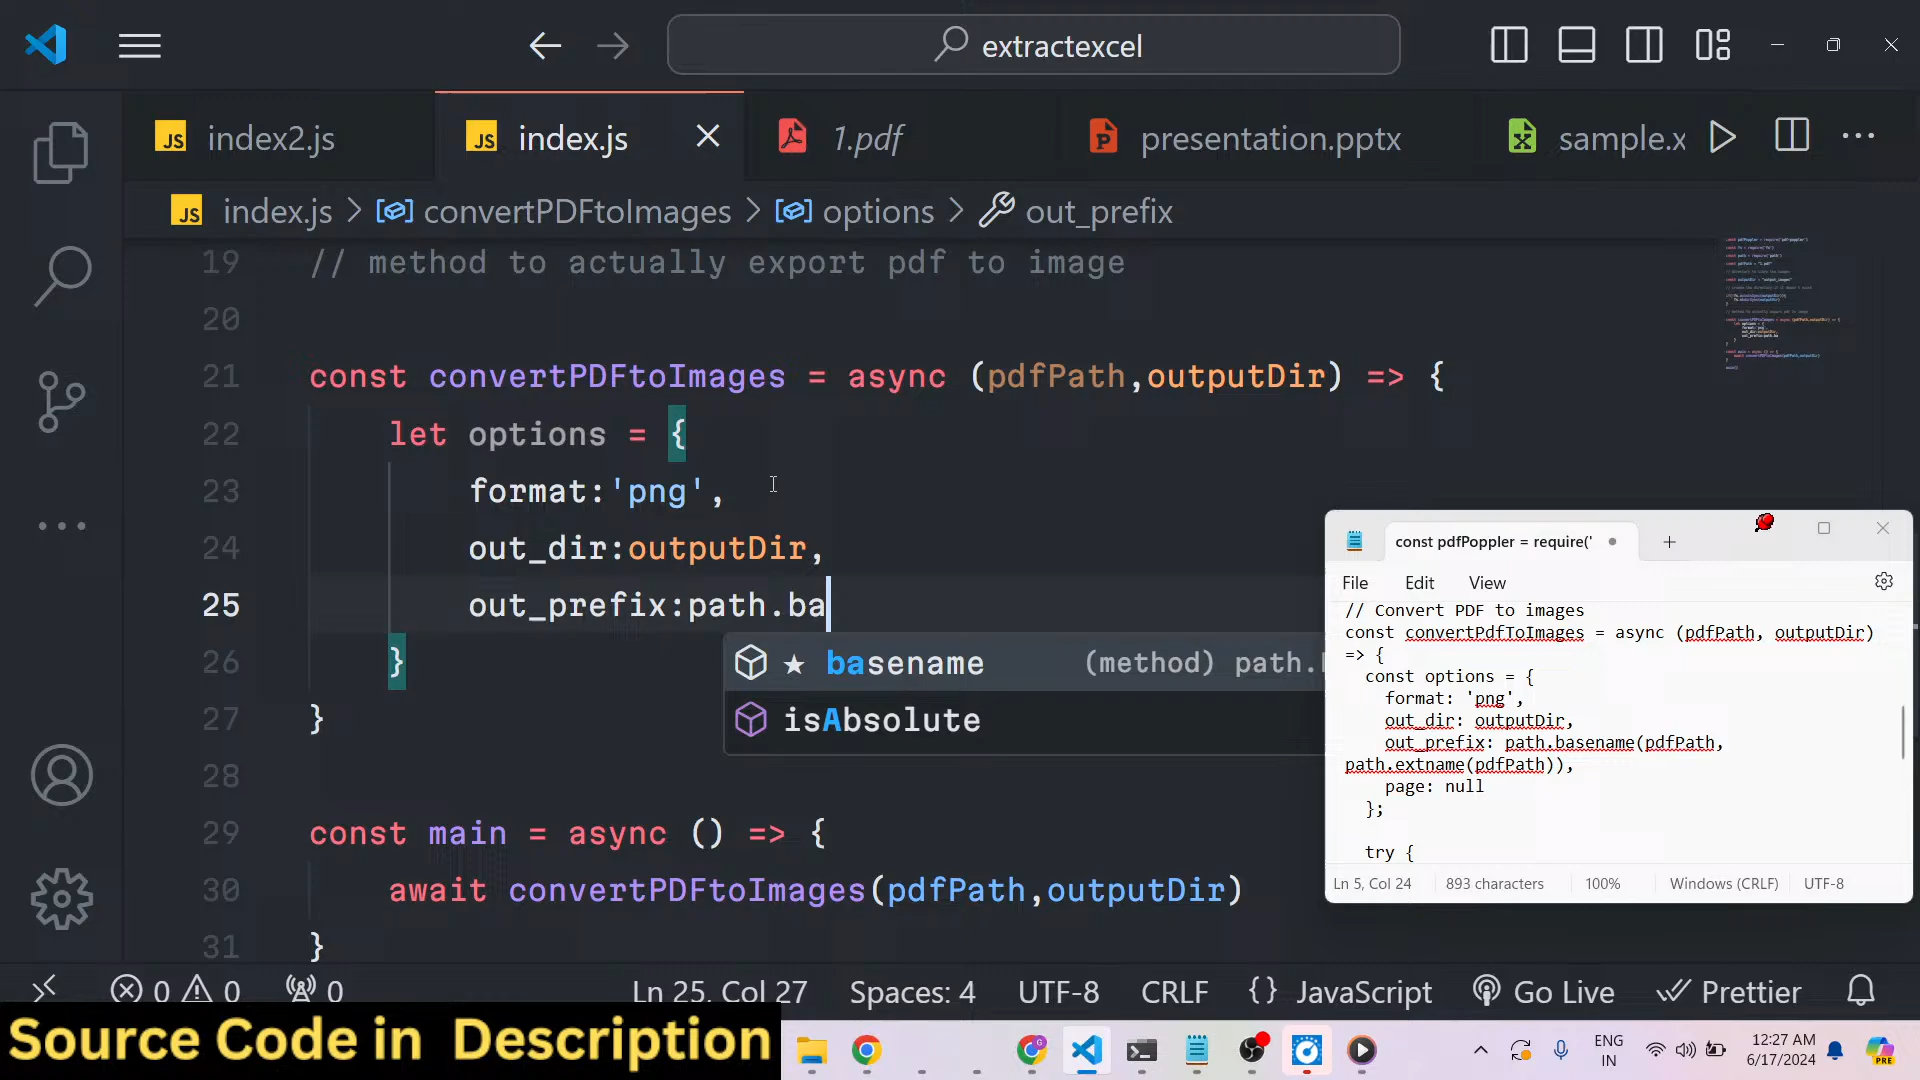 extractexcel
JS index2.js
JS index.js
1.pdf
presentation.pptx
sample.x
JS index.js > convertPDFtoImages > options > out_prefix
19 // method to actually export pdf to image
20
21 const convertPDFtoImages = async (pdfPath,outputDir) => {
22 let options = {
23 format:'png',
24 out_dir:outputDir,
25 out_prefix:path.ba
basename (method) path.
isAbsolute
26 }
27 }
28
29 const main = async () => {
30 await convertPDFtoImages(pdfPath,outputDir)
31 }
const pdfPoppler = require('
File Edit View
// Convert PDF to images
const convertPdfToImages = async (pdfPath, outputDir)
=> {
const options = {
format: 'png',
out_dir: outputDir,
out_prefix: path.basename(pdfPath,
path.extname(pdfPath)),
page: null
};
try {
Ln 5, Col 24 893 characters 100% Windows (CRLF) UTF-8
0 0 0 Ln 25, Col 27 Spaces: 4 UTF-8 CRLF {} JavaScript Go Live Prettier
Source Code in Description
ENG
IN
12:27 AM
6/17/2024
PRE